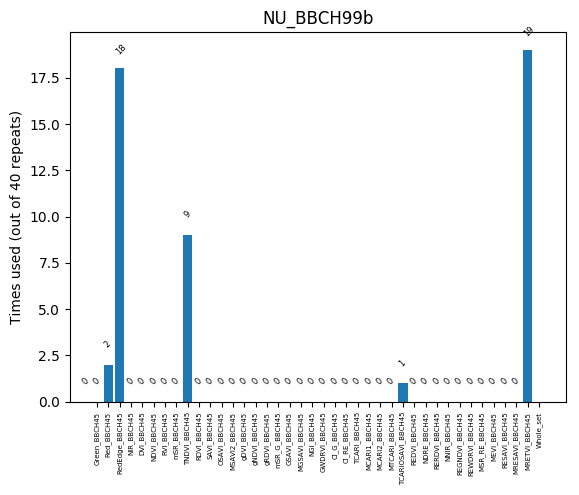 NU_BBCH99b
Times used (out of 40 repeats)
17.5
15.0
12.5
10.0
7.5
5.0
2.5
0.0
0 0 2 18 0 0 0 0 0 9 0 0 0 0 0 0 0 0 0 0 0 0 0 0 0 0 0 0 1 0 0 0 0 0 0 0 0 0 0 19
Green_BBCH45
Red_BBCH45
RedEdge_BBCH45
NIR_BBCH45
DVI_BBCH45
NDVI_BBCH45
RVI_BBCH45
mSR_BBCH45
TNDVI_BBCH45
RDVI_BBCH45
SAVI_BBCH45
OSAVI_BBCH45
MSAVI2_BBCH45
gDVI_BBCH45
gNDVI_BBCH45
gRDVI_BBCH45
mSR_G_BBCH45
GSAVI_BBCH45
MGSAVI_BBCH45
NGI_BBCH45
GWDRVI_BBCH45
CI_G_BBCH45
CI_RE_BBCH45
TCARI_BBCH45
MCARI1_BBCH45
MCARI2_BBCH45
MTCARI_BBCH45
TCARIOSAVI_BBCH45
REDVI_BBCH45
NDRE_BBCH45
RERDVI_BBCH45
NNIR_BBCH45
REGNDVI_BBCH45
REWDRVI_BBCH45
MSR_RE_BBCH45
MEVI_BBCH45
RESAVI_BBCH45
MRESAVI_BBCH45
MRETVI_BBCH45
Whole_set